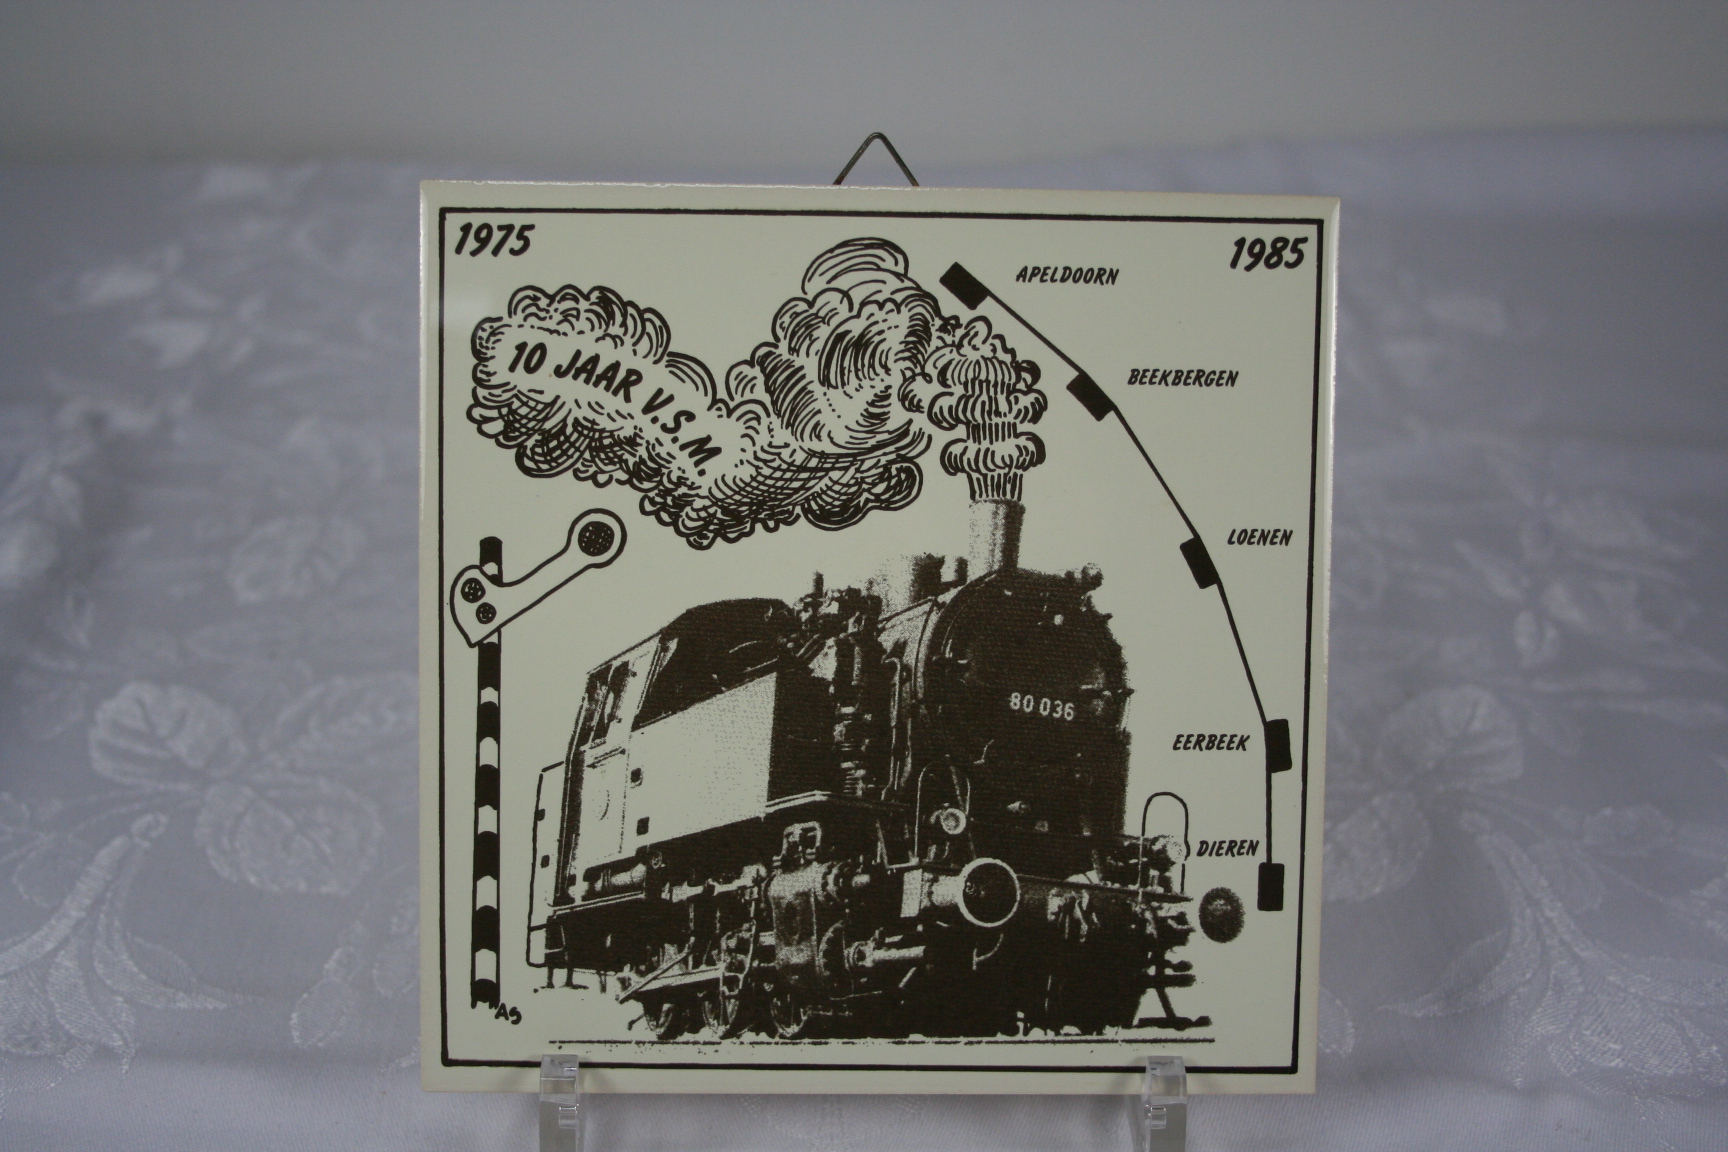 1975
1985
10 JAAR V.S.M.
APELDOORN
BEEKBERGEN
LOENEN
80 036
EERBEEK
DIEREN
AS